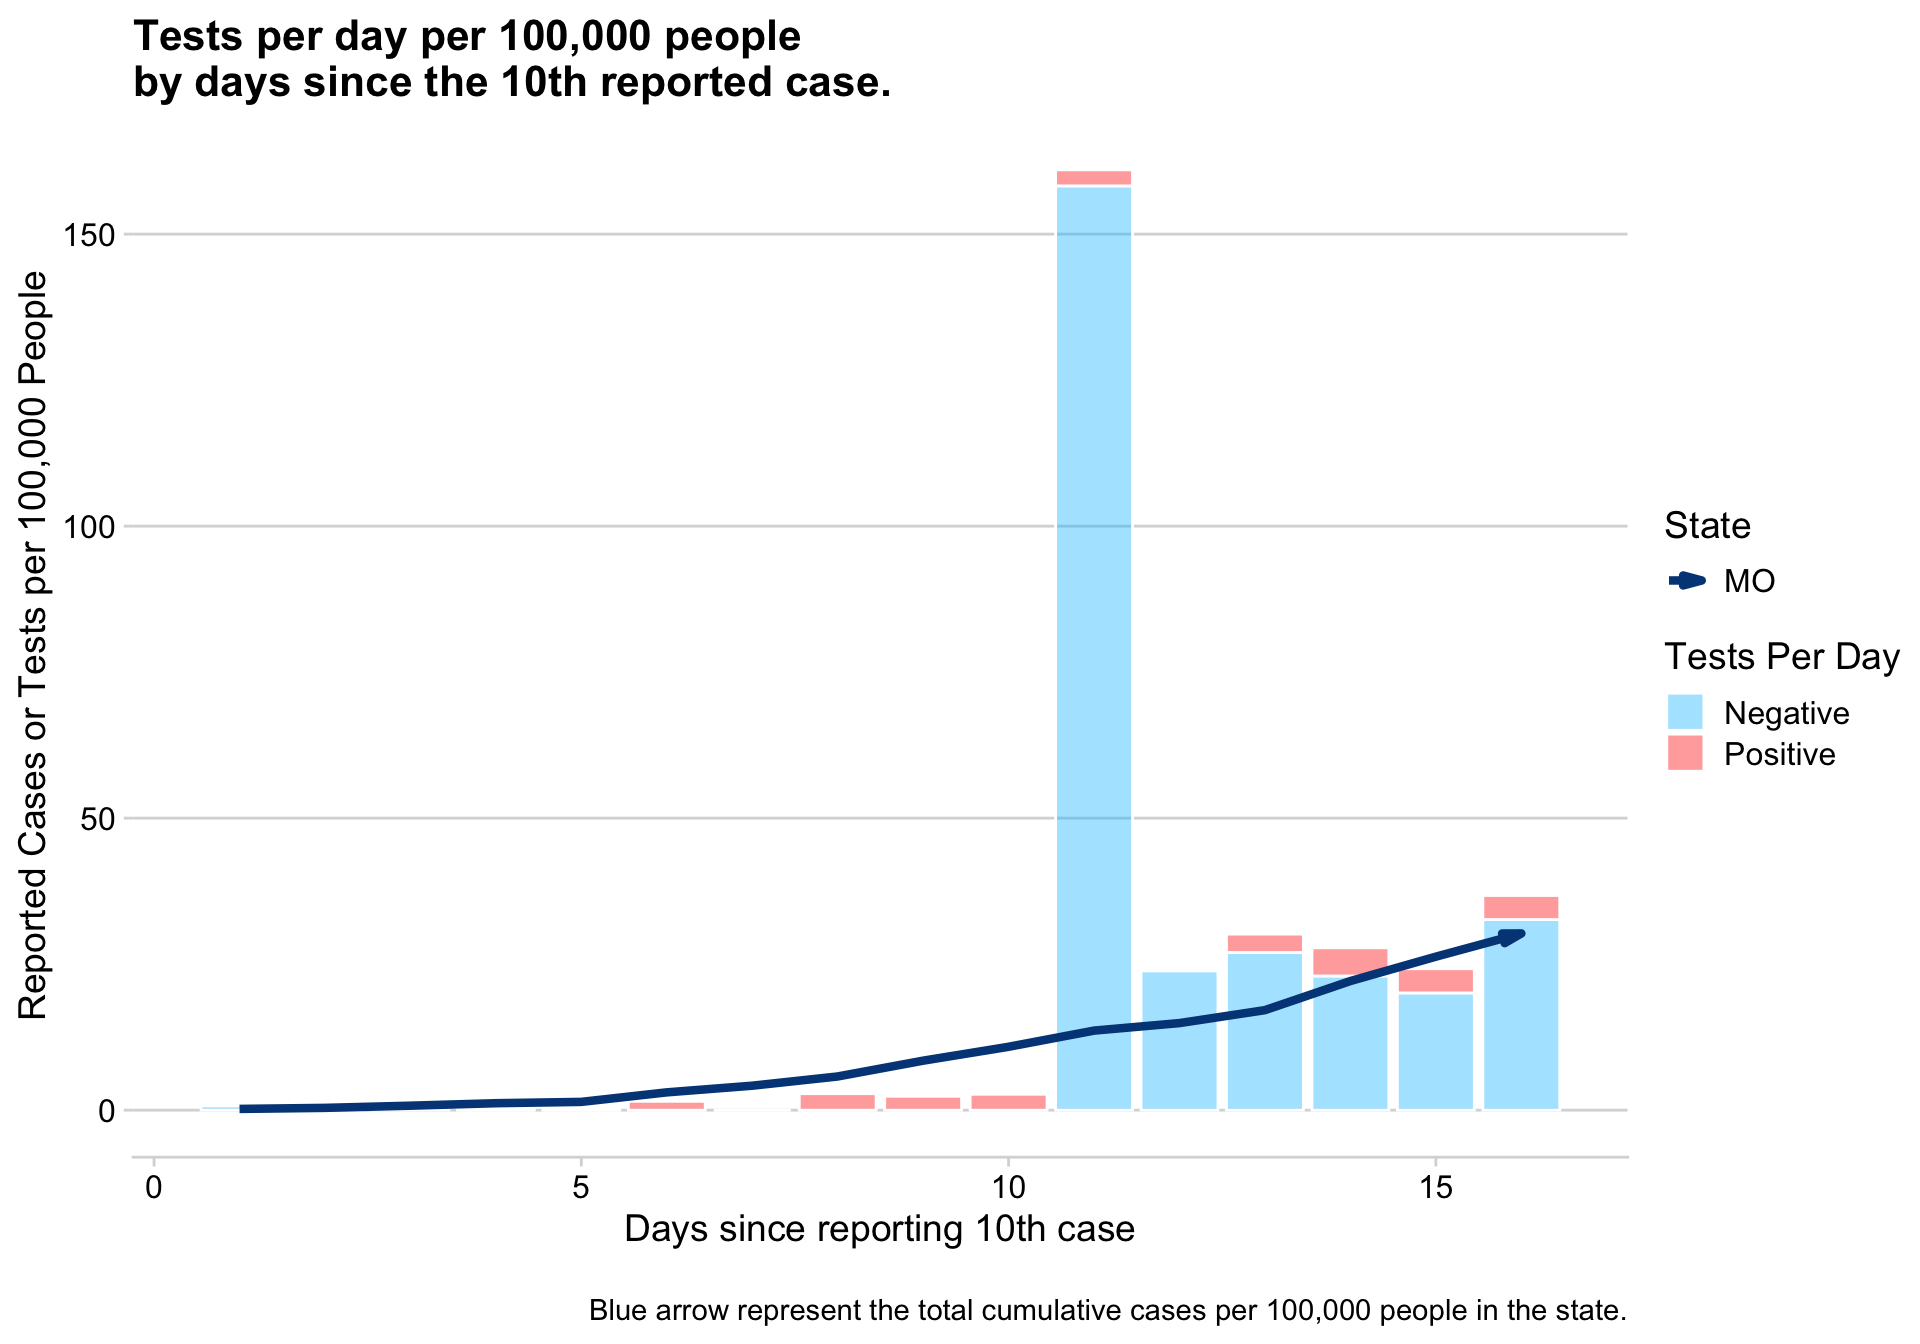 Tests per day per 100,000 people
by days since the 10th reported case.
Reported Cases or Tests per 100,000 People
150
100
50
0
0
5
10
15
Days since reporting 10th case
State
MO
Tests Per Day
Negative
Positive
Blue arrow represent the total cumulative cases per 100,000 people in the state.